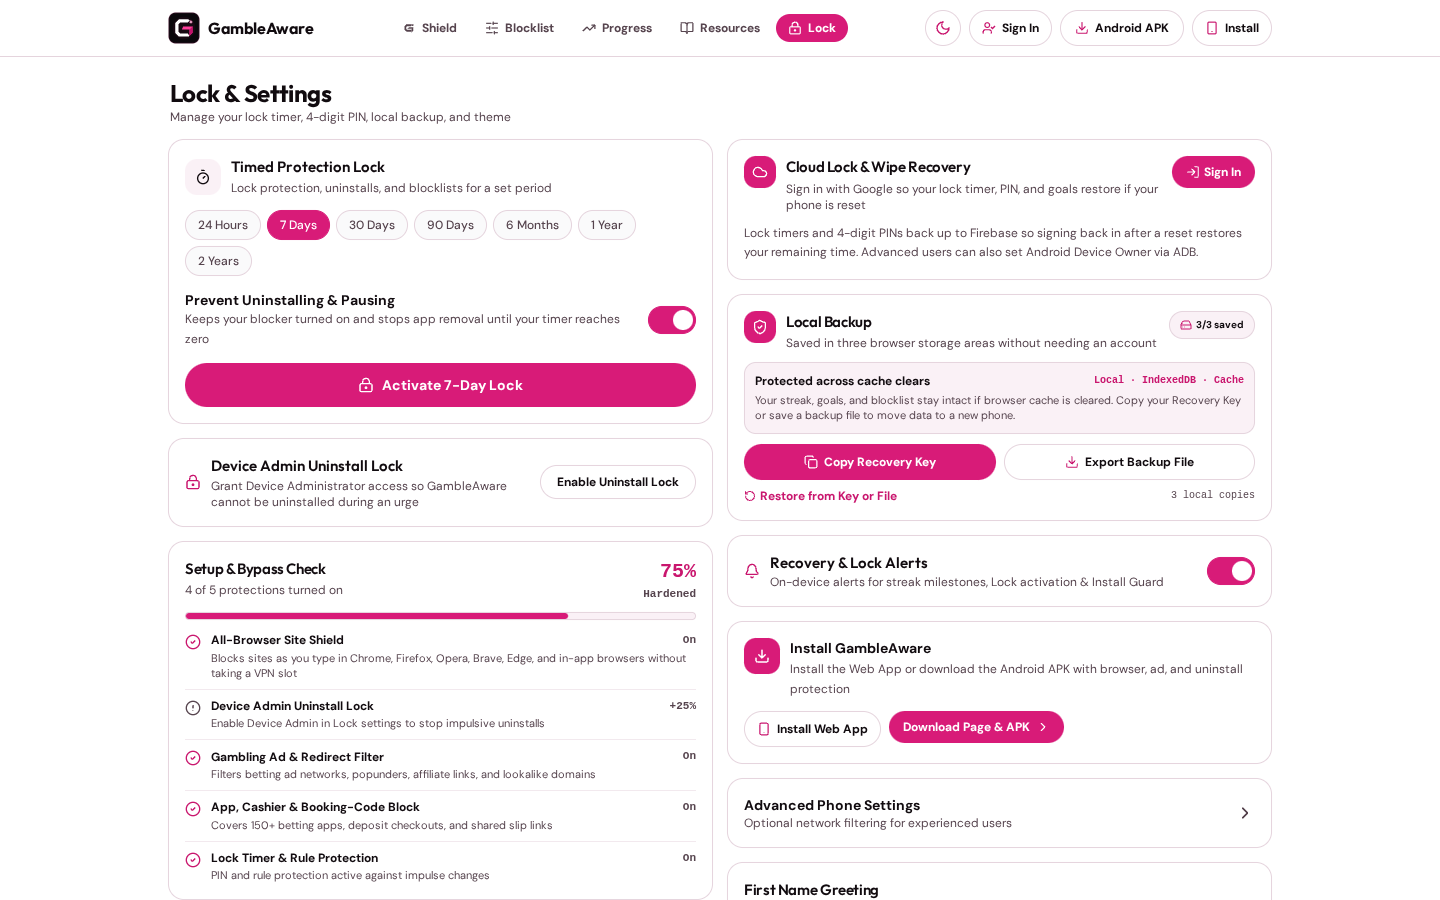 GambleAware
Shield
Blocklist
Progress
Resources
Lock
Sign In
Android APK
Install
Lock & Settings
Manage your lock timer, 4-digit PIN, local backup, and theme
Timed Protection Lock
Lock protection, uninstalls, and blocklists for a set period
24 Hours
7 Days
30 Days
90 Days
6 Months
1 Year
2 Years
Prevent Uninstalling & Pausing
Keeps your blocker turned on and stops app removal until your timer reaches
zero
Activate 7-Day Lock
Device Admin Uninstall Lock
Grant Device Administrator access so GambleAware
cannot be uninstalled during an urge
Enable Uninstall Lock
Setup & Bypass Check
4 of 5 protections turned on
75%
Hardened
All-Browser Site Shield
On
Blocks sites as you type in Chrome, Firefox, Opera, Brave, Edge, and in-app browsers without
taking a VPN slot
Device Admin Uninstall Lock
+25%
Enable Device Admin in Lock settings to stop impulsive uninstalls
Gambling Ad & Redirect Filter
On
Filters betting ad networks, popunders, affiliate links, and lookalike domains
App, Cashier & Booking-Code Block
On
Covers 150+ betting apps, deposit checkouts, and shared slip links
Lock Timer & Rule Protection
On
PIN and rule protection active against impulse changes
Cloud Lock & Wipe Recovery
Sign in with Google so your lock timer, PIN, and goals restore if your
phone is reset
Sign In
Lock timers and 4-digit PINs back up to Firebase so signing back in after a reset restores
your remaining time. Advanced users can also set Android Device Owner via ADB.
Local Backup
Saved in three browser storage areas without needing an account
3/3 saved
Protected across cache clears
Local · IndexedDB · Cache
Your streak, goals, and blocklist stay intact if browser cache is cleared. Copy your Recovery Key
or save a backup file to move data to a new phone.
Copy Recovery Key
Export Backup File
Restore from Key or File
3 local copies
Recovery & Lock Alerts
On-device alerts for streak milestones, Lock activation & Install Guard
Install GambleAware
Install the Web App or download the Android APK with browser, ad, and uninstall
protection
Install Web App
Download Page & APK
Advanced Phone Settings
Optional network filtering for experienced users
First Name Greeting